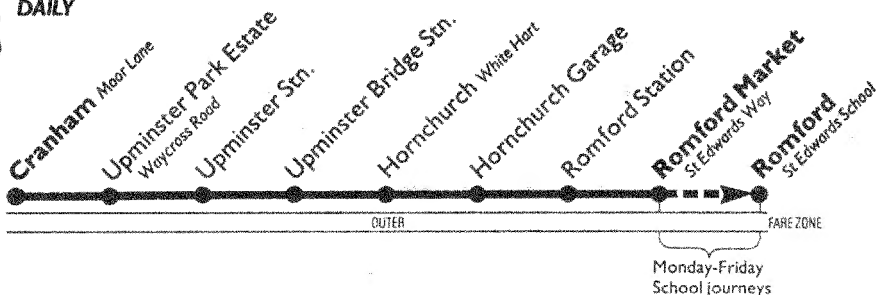 DAILY
Cranham Moor Lane
Upminster Park Estate
Waycross Road
Upminster Stn.
Upminster Bridge Stn.
Hornchurch White Hart
Hornchurch Garage
Romford Station
Romford Market
St Edwards Way
Romford
St Edwards School
OUTER
FARE ZONE
Monday-Friday
School journeys